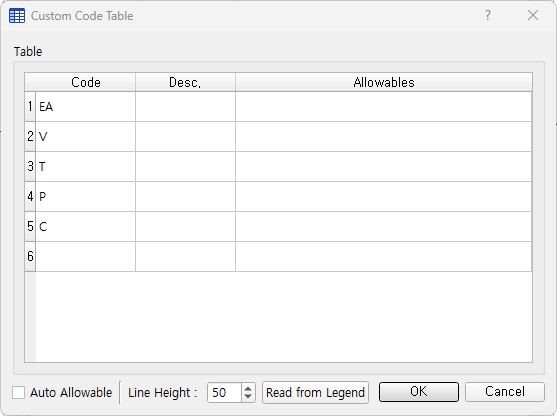 Custom Code Table
?
Table
Code Desc. Allowables
1 EA
2 V
3 T
4 P
5 C
6
Auto Allowable Line Height : 50 Read from Legend OK Cancel